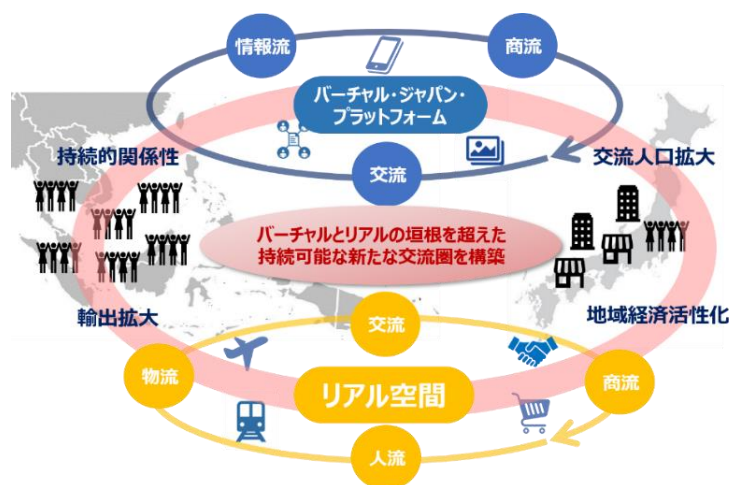 情報流
商流
バーチャル・ジャパン・
プラットフォーム
持続的関係性
交流人口拡大
交流
バーチャルとリアルの垣根を超えた
持続可能な新たな交流圏を構築
輸出拡大
地域経済活性化
交流
物流
商流
リアル空間
人流